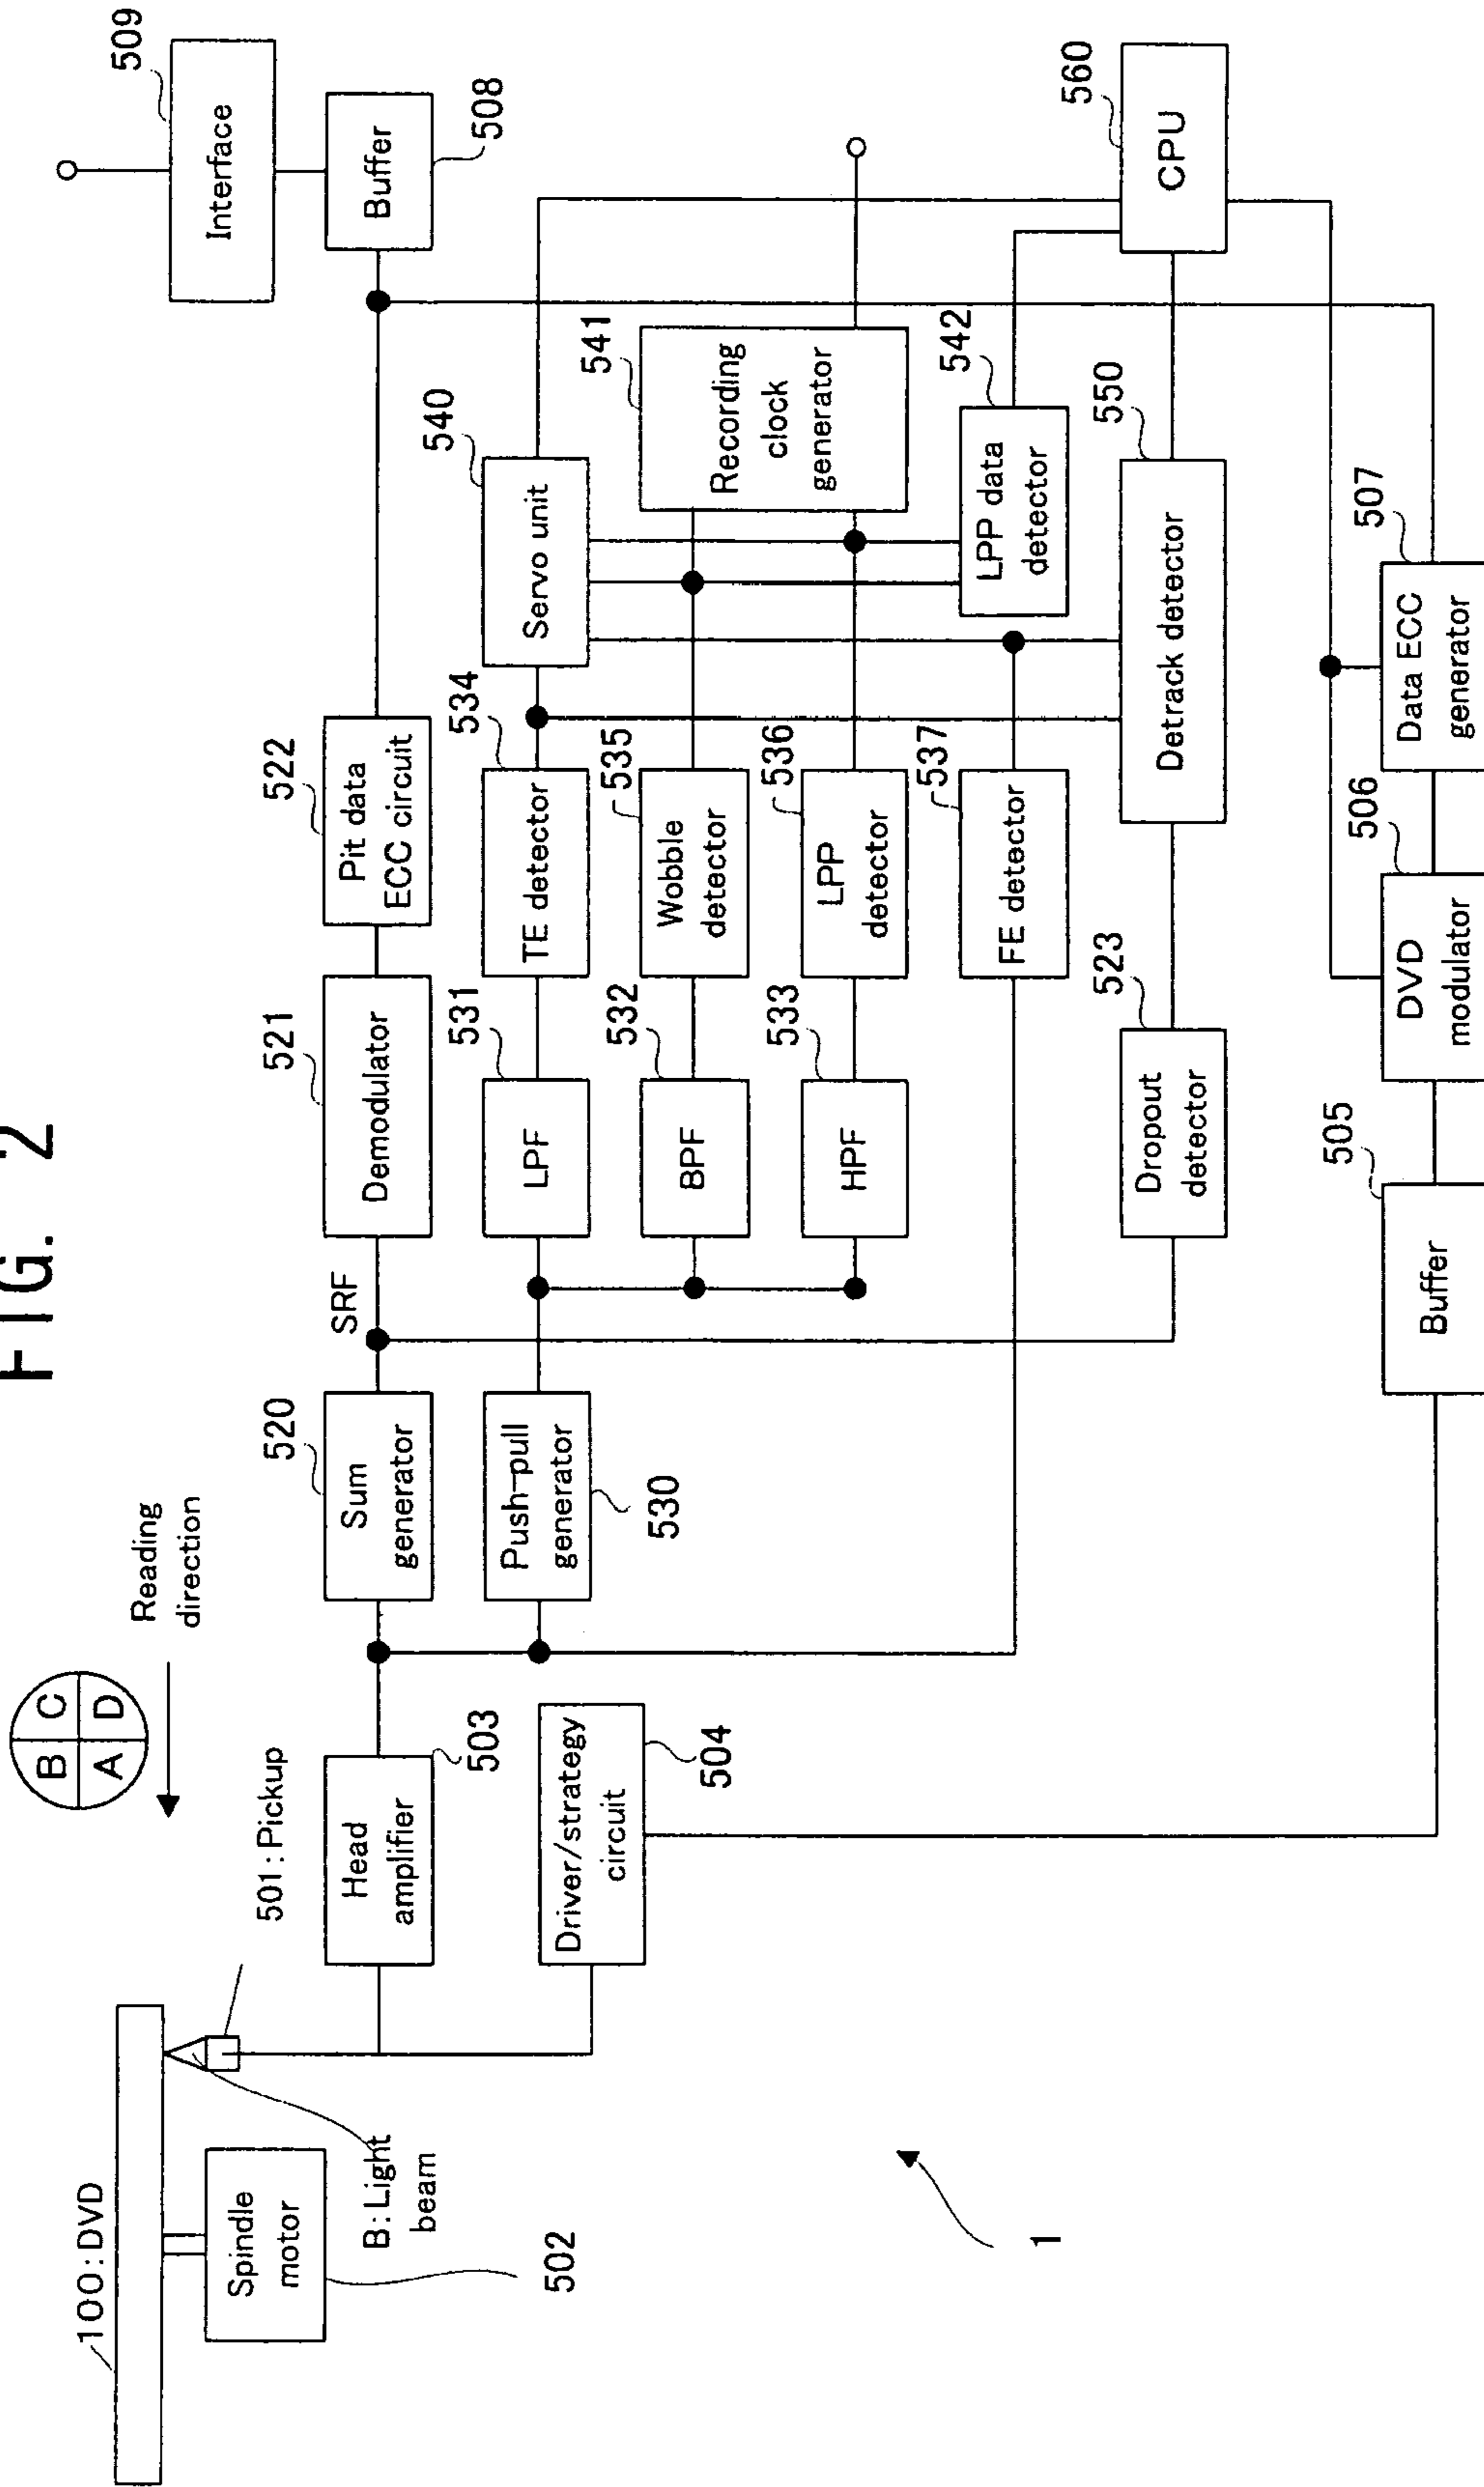 FIG. 2
B C
A D
Reading
direction
100:DVD
Spindle
motor
502
B:Light
beam
501:Pickup
Head
amplifier
503
Driver/strategy
circuit
504
Sum
generator
520
Push-pull
generator
530
SRF
Demodulator
521
Pit data
ECC circuit
522
LPF
531
TE detector
534
BPF
532
Wobble
detector
535
HPF
533
LPP
detector
536
FE detector
537
Dropout
detector
523
Servo unit
540
Recording
clock
generator
541
LPP data
detector
542
Detrack detector
550
CPU
560
Interface
509
Buffer
508
Buffer
505
DVD
modulator
506
Data ECC
generator
507
1